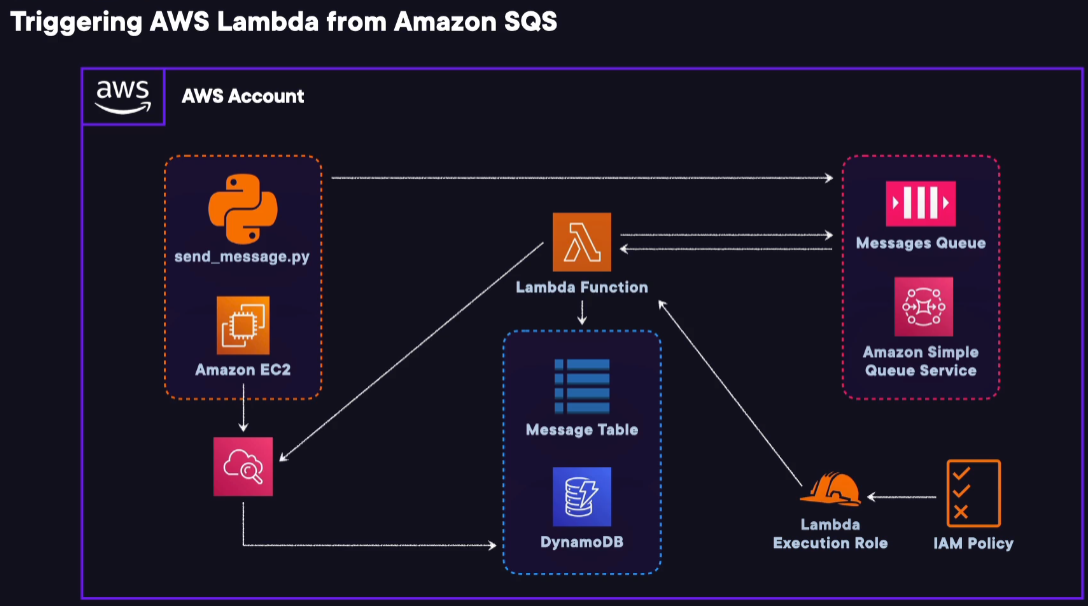 Triggering AWS Lambda from Amazon SQS
aws
AWS Account
send_message.py
Amazon EC2
Lambda Function
Messages Queue
Amazon Simple
Queue Service
Message Table
DynamoDB
Lambda
Execution Role
IAM Policy